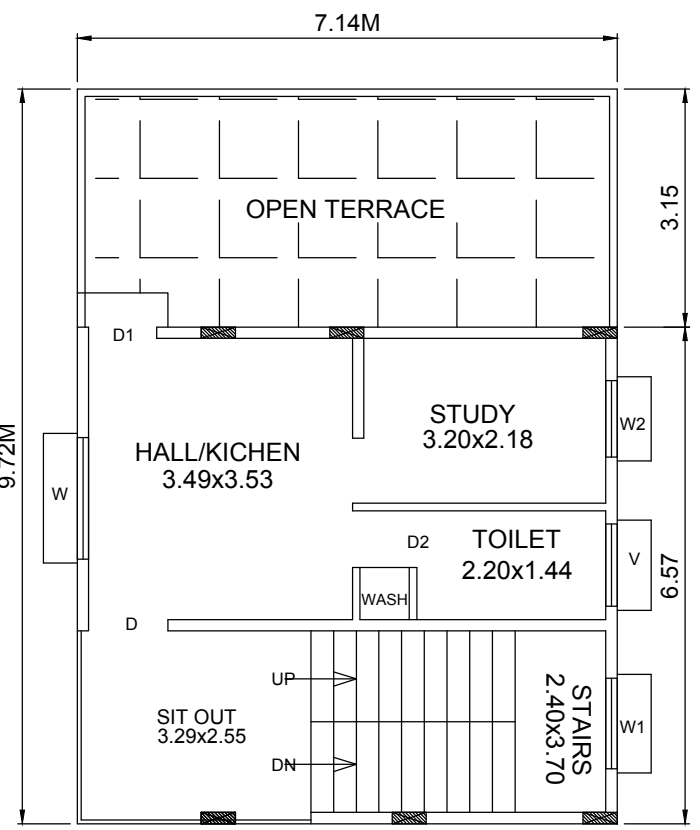 7.14M
OPEN TERRACE
3.15
D1
STUDY
3.20x2.18
W2
HALL/KICHEN
3.49x3.53
9.72M
W
D2
TOILET
2.20x1.44
V
6.57
WASH
D
UP
SIT OUT
3.29x2.55
DN
STAIRS
2.40x3.70
W1